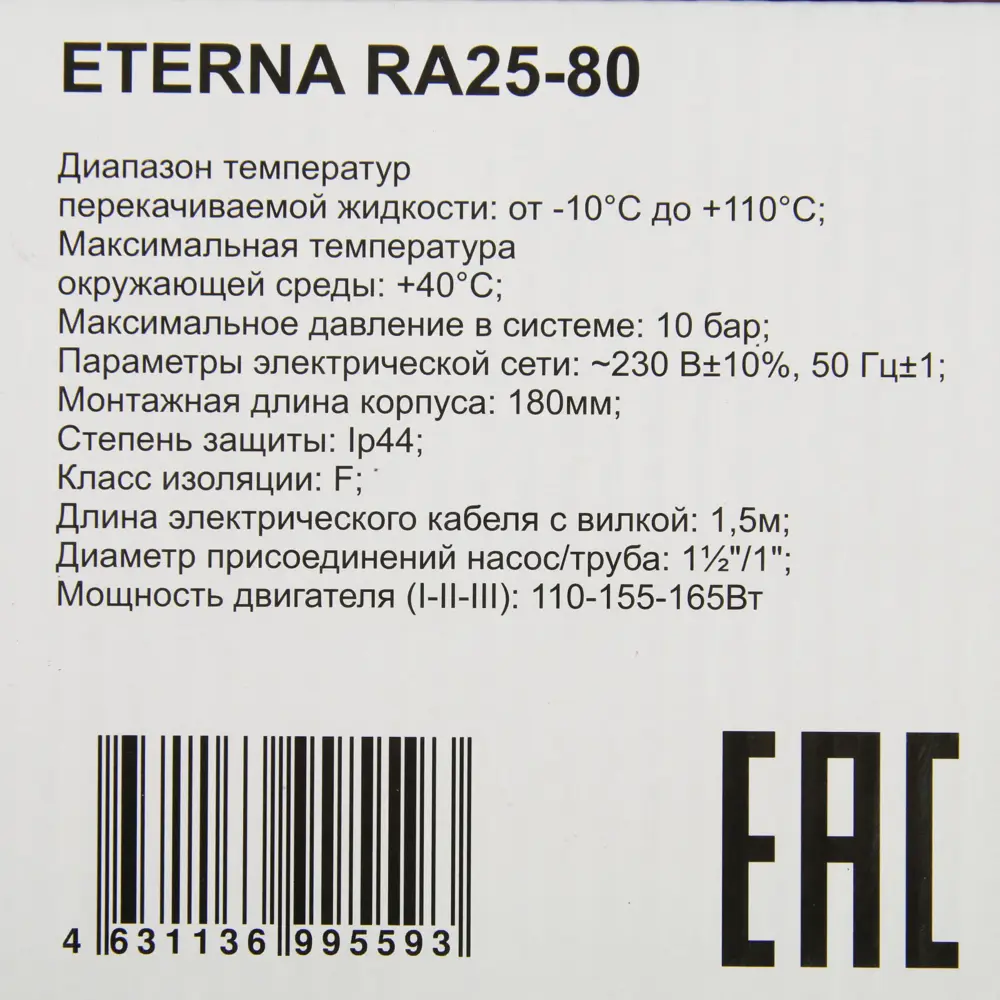 ETERNA RA25-80
Диапазон температур
перекачиваемой жидкости: от -10°С до +110°С;
Максимальная температура
окружающей среды: +40°С;
Максимальное давление в системе: 10 бар;
Параметры электрической сети: ~230 В±10%, 50 Гц±1;
Монтажная длина корпуса: 180мм;
Степень защиты: Ip44;
Класс изоляции: F;
Длина электрического кабеля с вилкой: 1,5м;
Диаметр присоединений насос/труба: 1½"/1";
Мощность двигателя (I-II-III): 110-155-165Вт
4 631136 995593
EAC